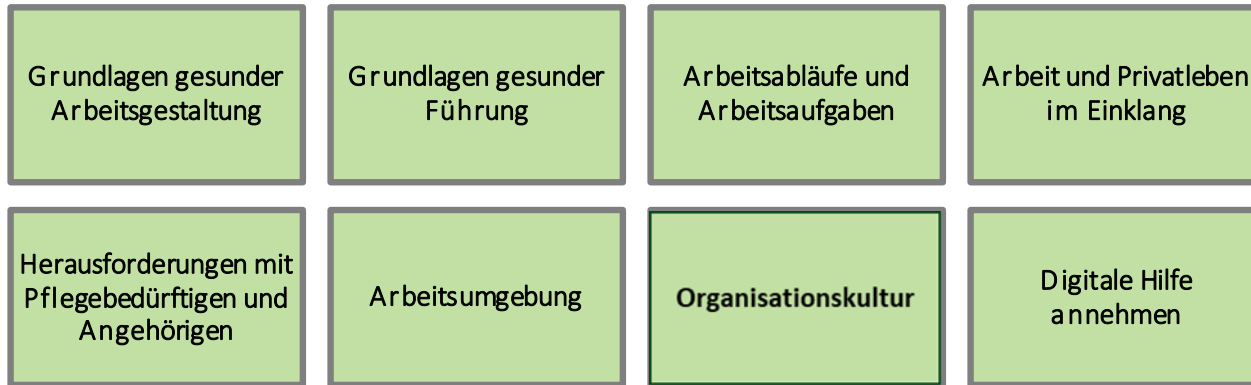 Grundlagen gesunder
Arbeitsgestaltung
Grundlagen gesunder
Führung
Arbeitsabläufe und
Arbeitsaufgaben
Arbeit und Privatleben
im Einklang
Herausforderungen mit
Pflegebedürftigen und
Angehörigen
Arbeitsumgebung
Organisationskultur
Digitale Hilfe
annehmen